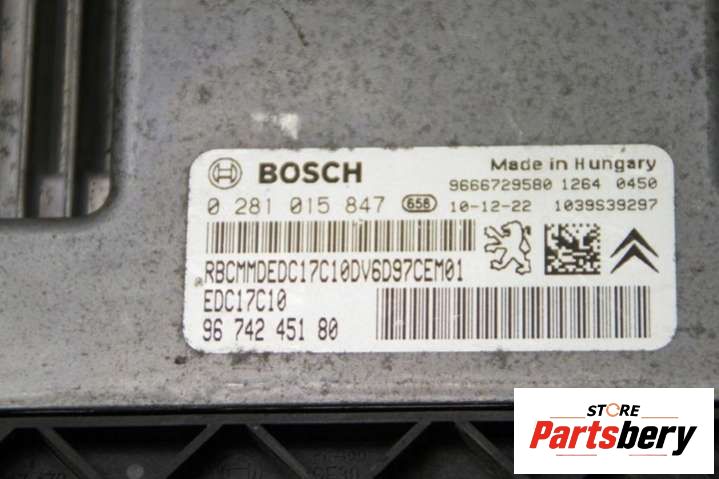 BOSCH
Made in Hungary
9666729580 1264 0450
0 281 015 847 656 10-12-22 1039S39297
RBCMMDEDC17C10DV6D97CEM01
EDC17C10
96 742 451 80
STORE
Partsbery